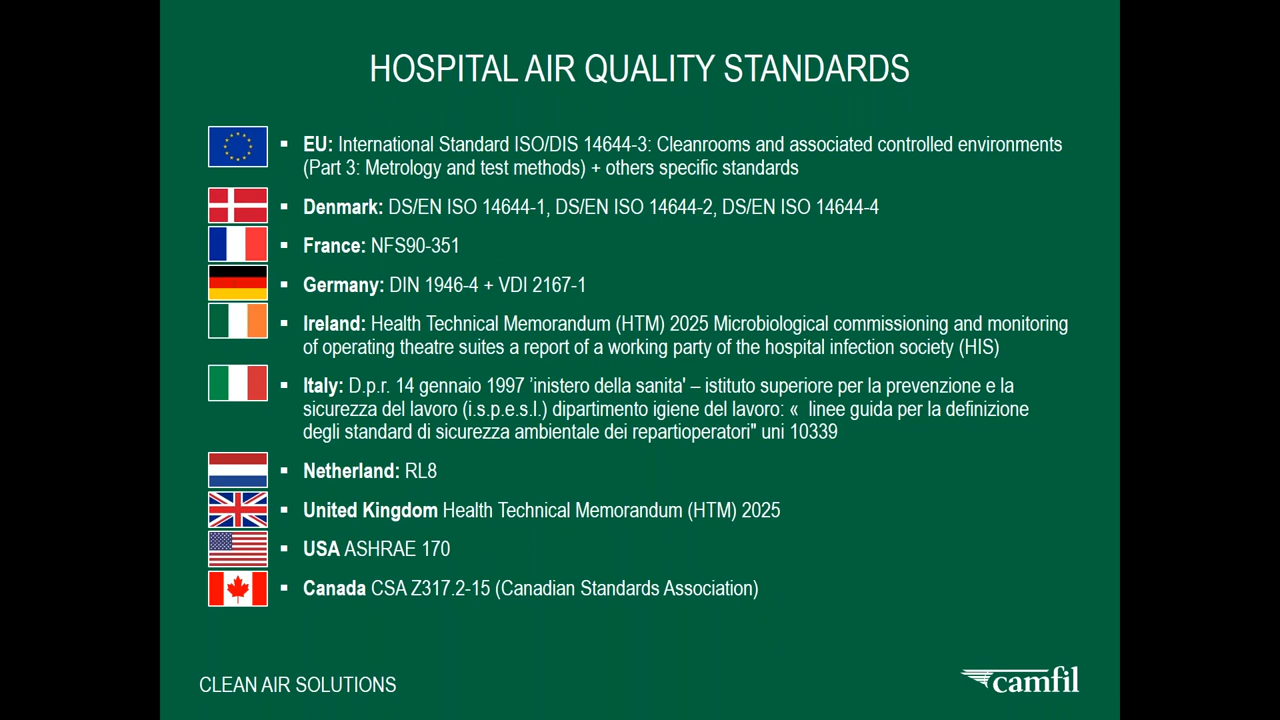 HOSPITAL AIR QUALITY STANDARDS
▪ EU: International Standard ISO/DIS 14644-3: Cleanrooms and associated controlled environments
(Part 3: Metrology and test methods) + others specific standards
▪ Denmark: DS/EN ISO 14644-1, DS/EN ISO 14644-2, DS/EN ISO 14644-4
▪ France: NFS90-351
▪ Germany: DIN 1946-4 + VDI 2167-1
▪ Ireland: Health Technical Memorandum (HTM) 2025 Microbiological commissioning and monitoring
of operating theatre suites a report of a working party of the hospital infection society (HIS)
▪ Italy: D.p.r. 14 gennaio 1997 'inistero della sanita' – istituto superiore per la prevenzione e la
sicurezza del lavoro (i.s.p.e.s.l.) dipartimento igiene del lavoro: « linee guida per la definizione
degli standard di sicurezza ambientale dei repartioperatori" uni 10339
▪ Netherland: RL8
▪ United Kingdom Health Technical Memorandum (HTM) 2025
▪ USA ASHRAE 170
▪ Canada CSA Z317.2-15 (Canadian Standards Association)
CLEAN AIR SOLUTIONS
camfil